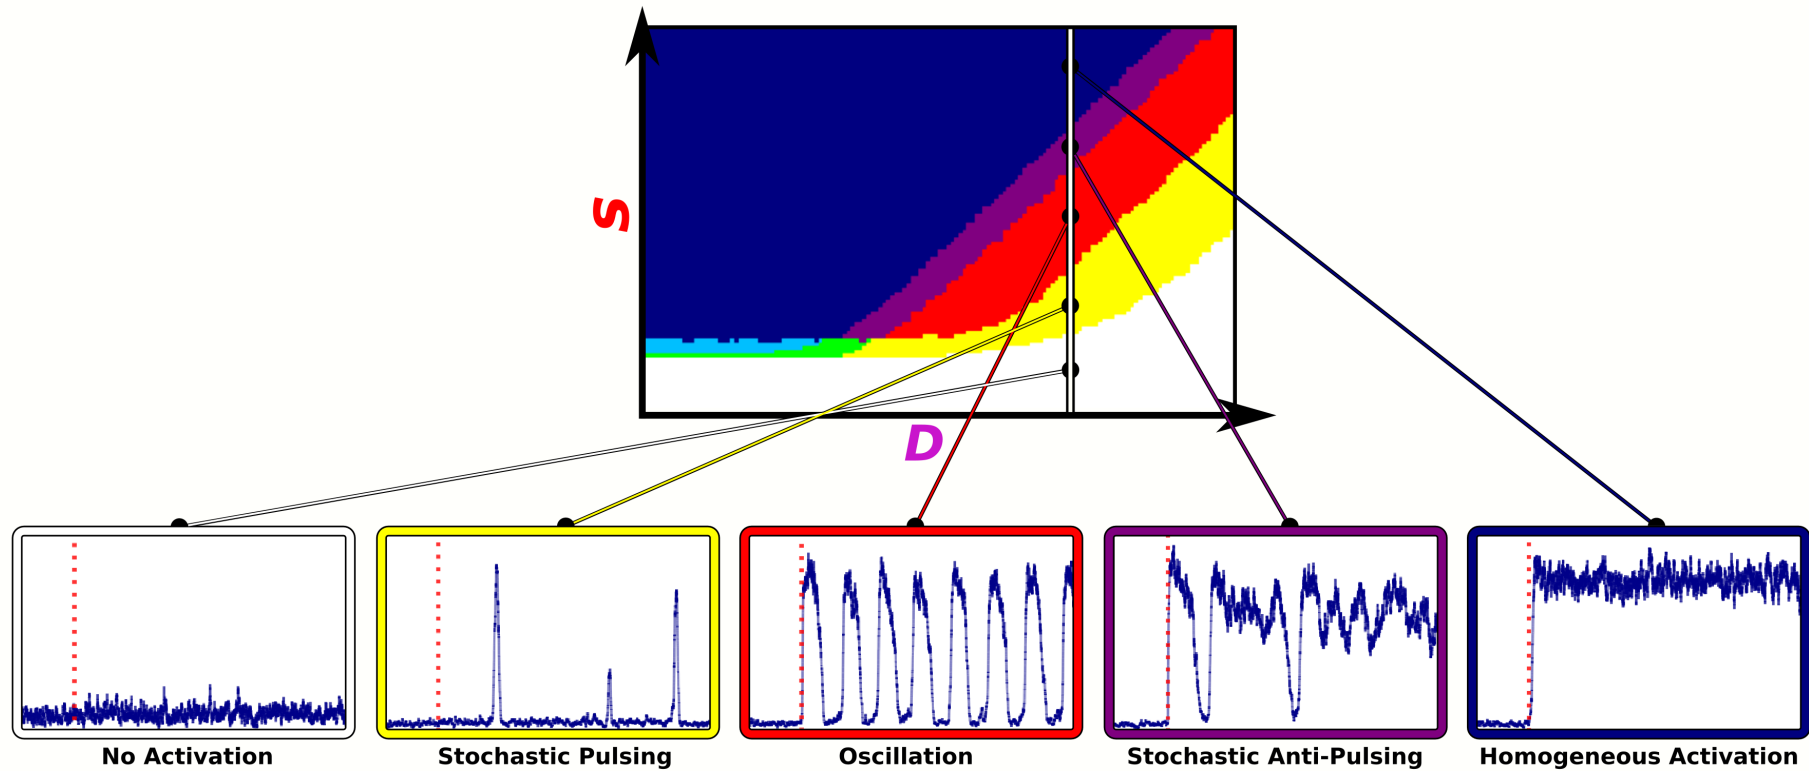 S
D
No Activation
Stochastic Pulsing
Oscillation
Stochastic Anti-Pulsing
Homogeneous Activation